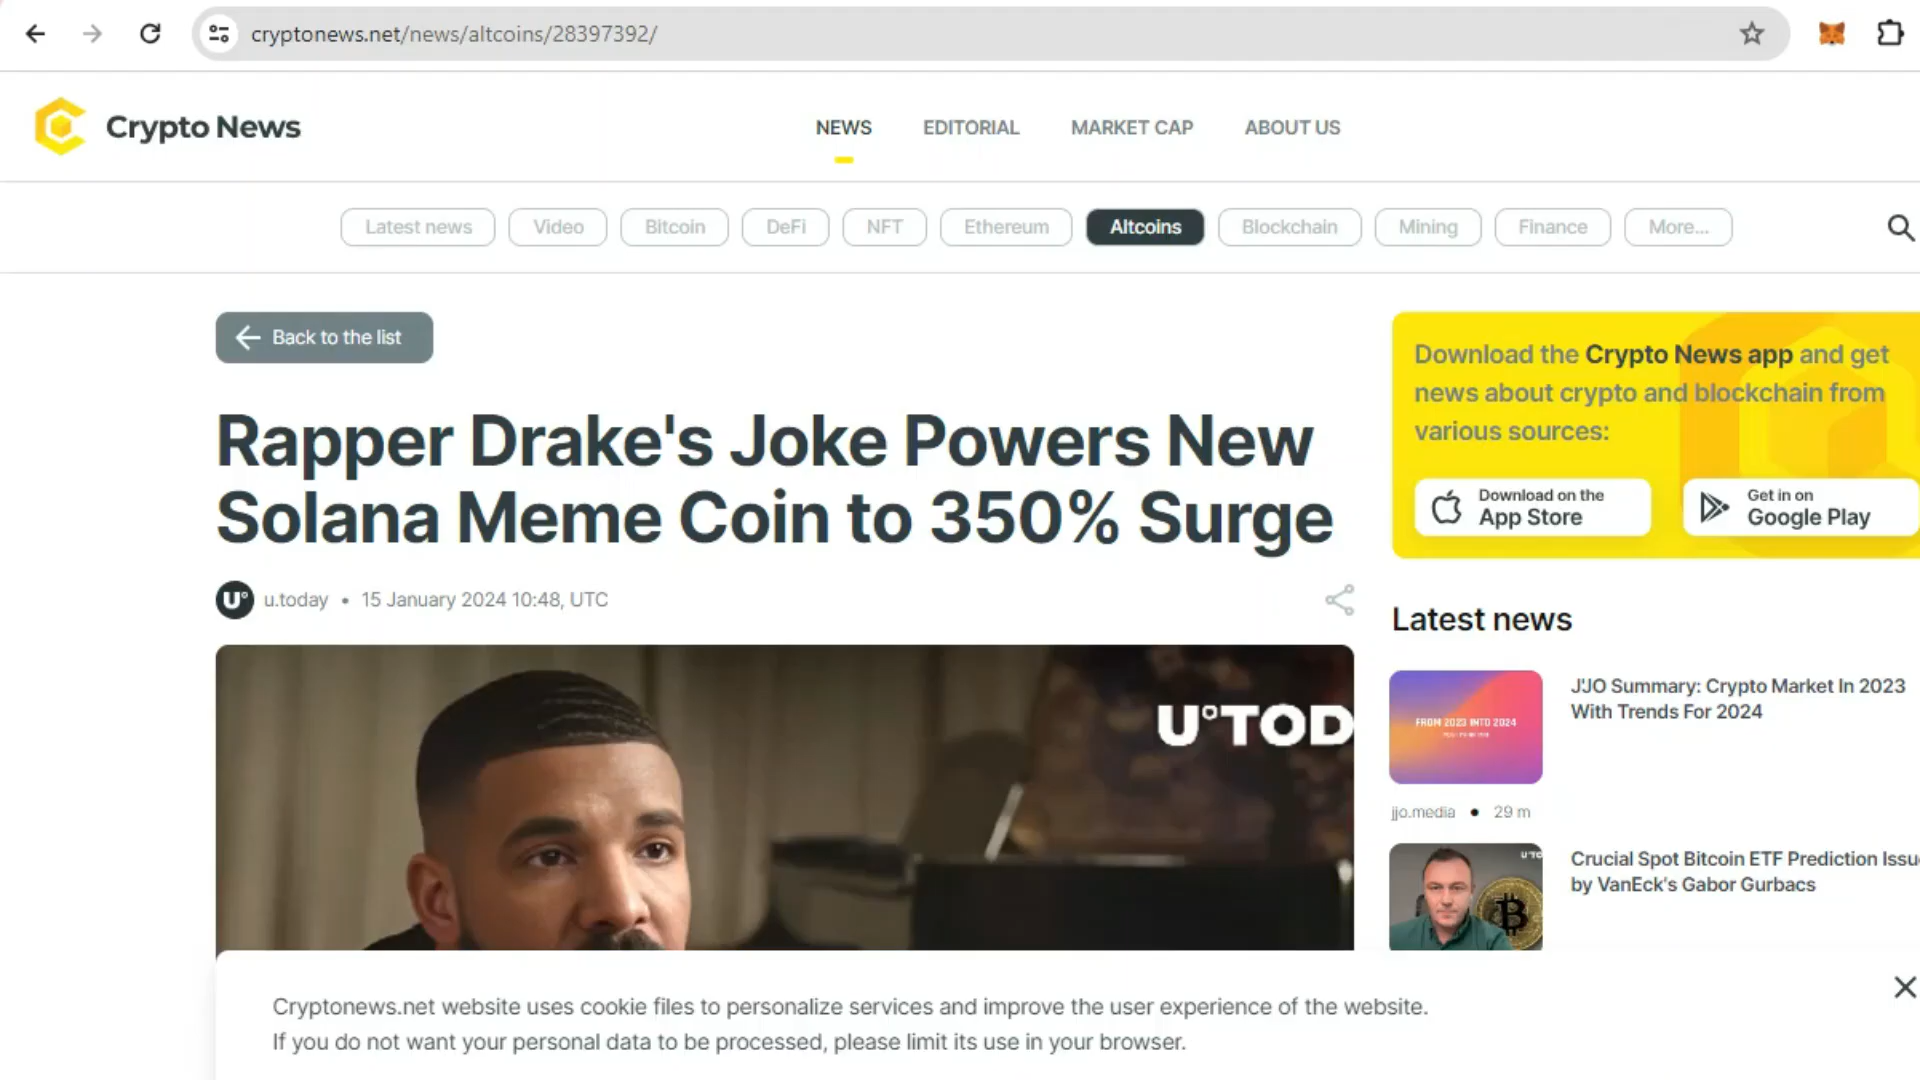 cryptonews.net/news/altcoins/28397392/
Crypto News
NEWS EDITORIAL MARKET CAP ABOUT US
Latest news Video Bitcoin DeFi NFT Ethereum Altcoins Blockchain Mining Finance More...
Back to the list
Rapper Drake's Joke Powers New
Solana Meme Coin to 350% Surge
U° u.today • 15 January 2024 10:48, UTC
U°TOD
Download the Crypto News app and get
news about crypto and blockchain from
various sources:
Download on the
App Store
Get in on
Google Play
Latest news
FROM 2023 INTO 2024
J'JO Summary: Crypto Market In 2023
With Trends For 2024
jjo.media • 29 m
U°TO
Crucial Spot Bitcoin ETF Prediction Issu
by VanEck's Gabor Gurbacs
Cryptonews.net website uses cookie files to personalize services and improve the user experience of the website.
If you do not want your personal data to be processed, please limit its use in your browser.